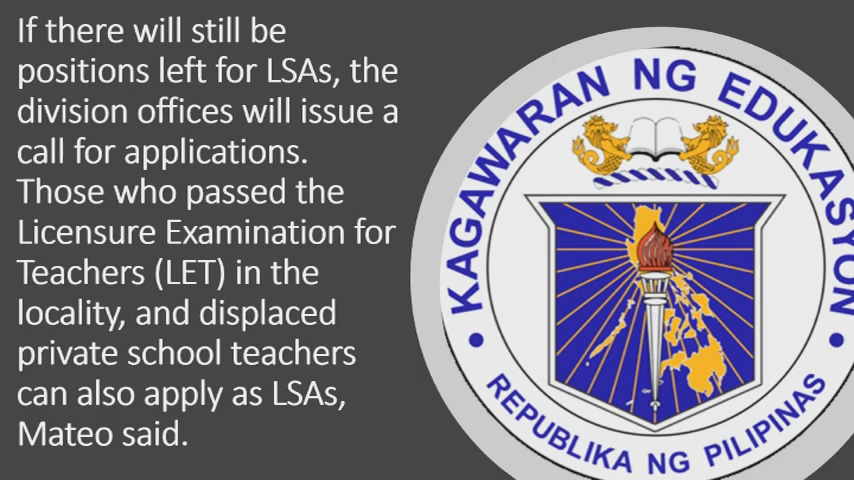 If there will still be
positions left for LSAs, the
division offices will issue a
call for applications.
Those who passed the
Licensure Examination for
Teachers (LET) in the
locality, and displaced
private school teachers
can also apply as LSAs,
Mateo said.
KAGAWARAN NG EDUKASYON
REPUBLIKA NG PILIPINAS